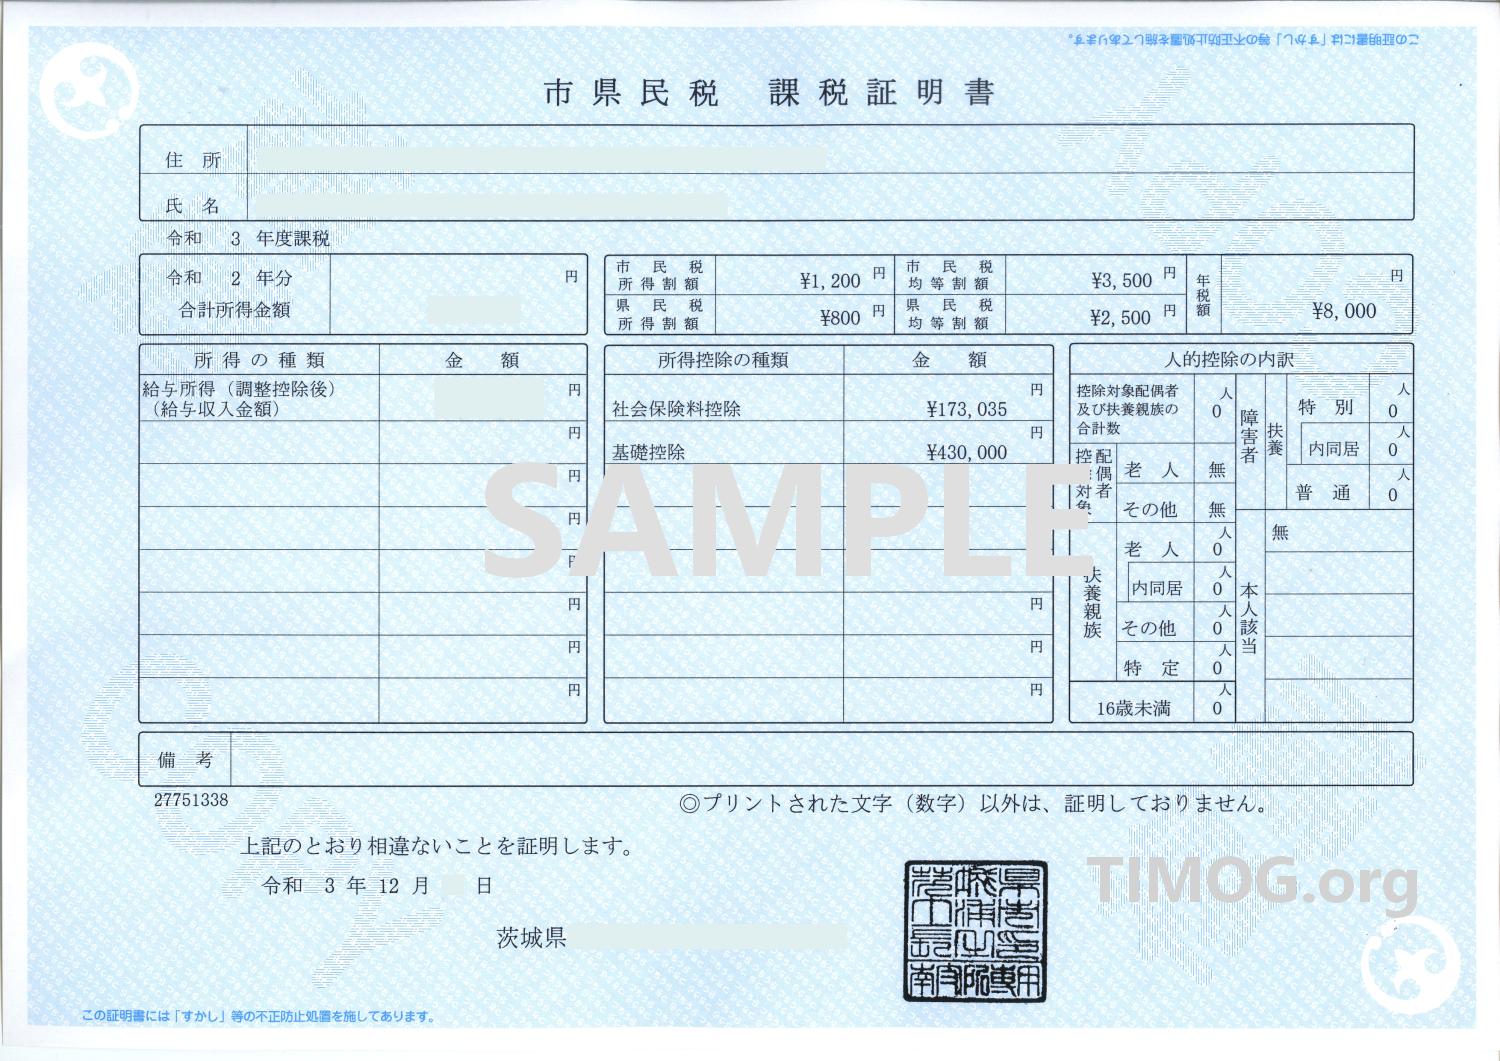 この証明書には「すかし」等の不正防止処置を施してあります。
市県民税 課税証明書
住 所
氏 名
令和 3 年度課税
令和 2 年分
合計所得金額
円
市民税所得割額 ¥1,200 円
市民税均等割額 ¥3,500 円
県民税所得割額 ¥800 円
県民税均等割額 ¥2,500 円
年税額 ¥8,000 円
所得の種類 金 額
給与所得（調整控除後） 円
（給与収入金額）
円
円
円
円
円
円
円
所得控除の種類 金 額
社会保険料控除 ¥173,035 円
基礎控除 ¥430,000 円
円
円
円
人的控除の内訳
控除対象配偶者
及び扶養親族の
合計数
0 人
控除対象配偶者
老 人 無
その他 無
扶養親族
老 人 0 人
内同居 0 人
その他 0 人
特 定 0 人
16歳未満 0 人
障害者
扶養
特 別 0 人
内同居 0 人
普 通 0 人
本人該当
無
SAMPLE
備 考
27751338
◎プリントされた文字（数字）以外は、証明しておりません。
上記のとおり相違ないことを証明します。
令和 3 年 12 月 日
茨城県
TIMOG.org
この証明書には「すかし」等の不正防止処置を施してあります。